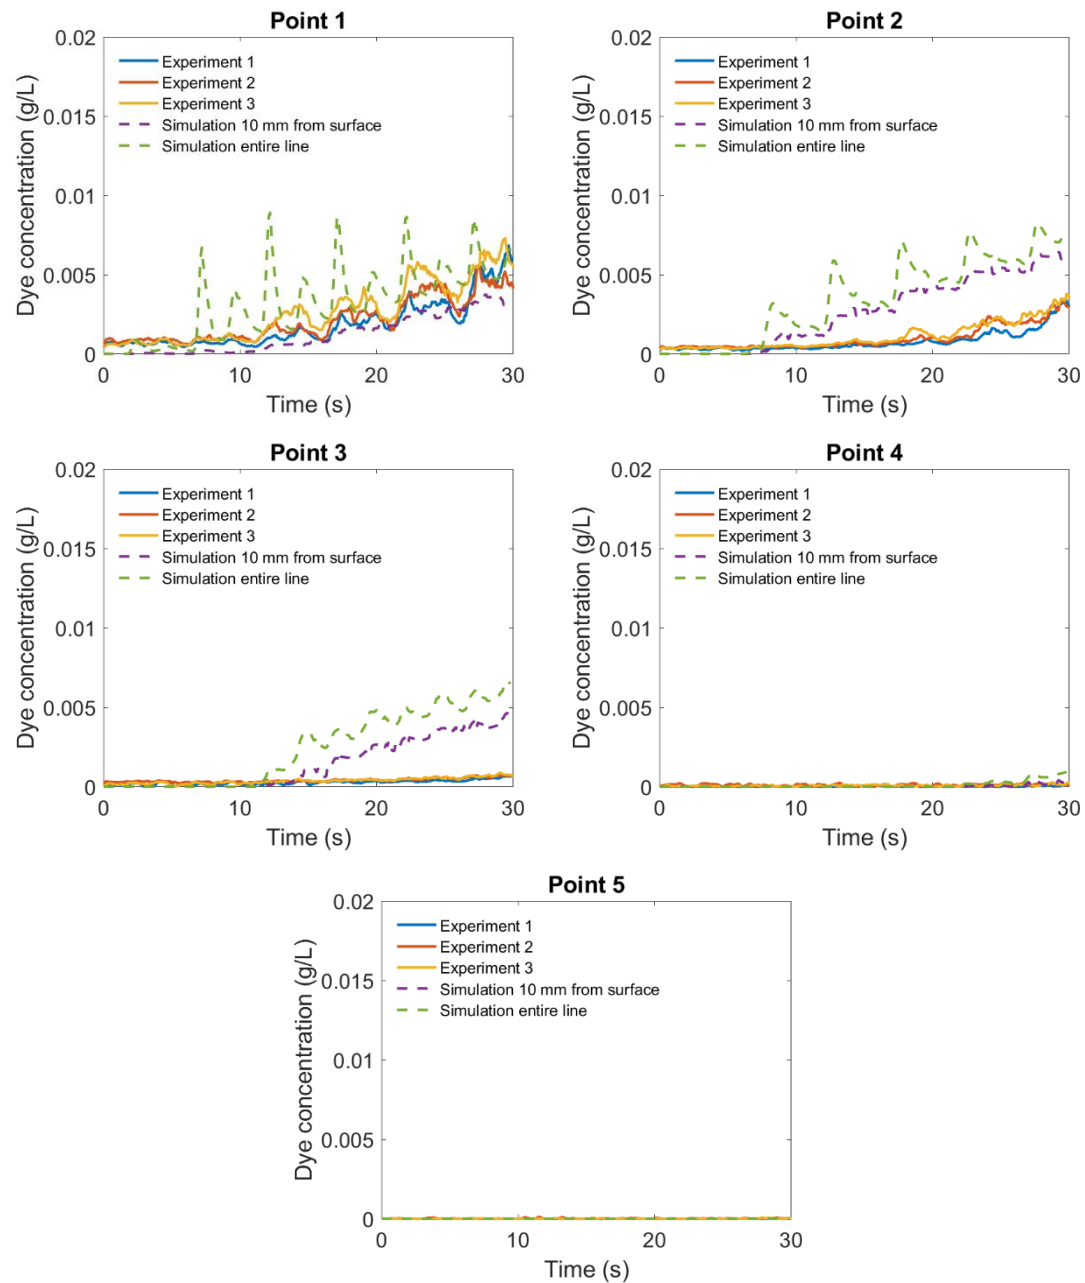 Point 1
Dye concentration (g/L)
0.02
0.015
0.01
0.005
0
Experiment 1
Experiment 2
Experiment 3
Simulation 10 mm from surface
Simulation entire line
0 10 20 30
Time (s)
Point 2
Dye concentration (g/L)
0.02
0.015
0.01
0.005
0
Experiment 1
Experiment 2
Experiment 3
Simulation 10 mm from surface
Simulation entire line
0 10 20 30
Time (s)
Point 3
Dye concentration (g/L)
0.02
0.015
0.01
0.005
0
Experiment 1
Experiment 2
Experiment 3
Simulation 10 mm from surface
Simulation entire line
0 10 20 30
Time (s)
Point 4
Dye concentration (g/L)
0.02
0.015
0.01
0.005
0
Experiment 1
Experiment 2
Experiment 3
Simulation 10 mm from surface
Simulation entire line
0 10 20 30
Time (s)
Point 5
Dye concentration (g/L)
0.02
0.015
0.01
0.005
0
Experiment 1
Experiment 2
Experiment 3
Simulation 10 mm from surface
Simulation entire line
0 10 20 30
Time (s)